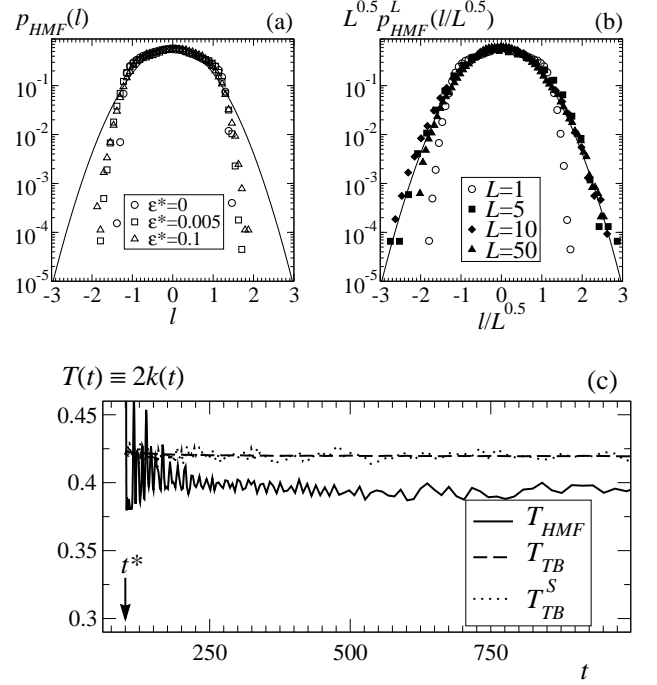 p_HMF(l) (a)
10^-1
10^-2
10^-3
10^-4
10^-5
ε*=0
ε*=0.005
ε*=0.1
-3 -2 -1 0 1 2 3
l
L^0.5 p^L_HMF(l/L^0.5) (b)
10^-1
10^-2
10^-3
10^-4
10^-5
L=1
L=5
L=10
L=50
-3 -2 -1 0 1 2 3
l/L^0.5
T(t) ≡ 2k(t) (c)
0.45
0.4
0.35
0.3
t*
T_HMF
T_TB
T^S_TB
250 500 750 t